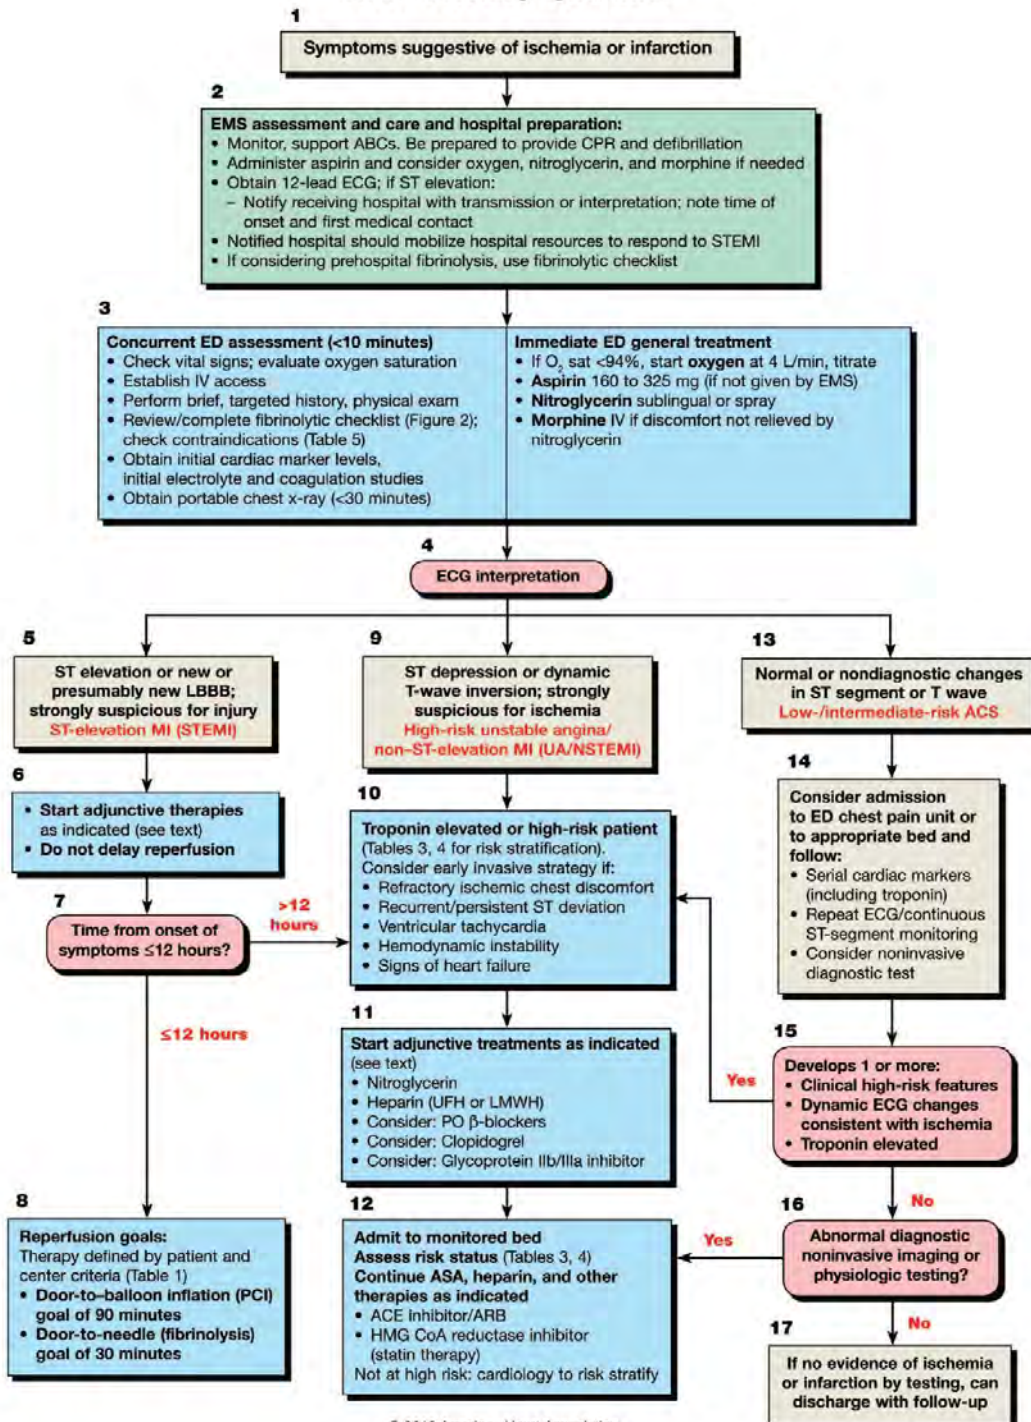 1
Symptoms suggestive of ischemia or infarction
2
EMS assessment and care and hospital preparation:
• Monitor, support ABCs. Be prepared to provide CPR and defibrillation
• Administer aspirin and consider oxygen, nitroglycerin, and morphine if needed
• Obtain 12-lead ECG; if ST elevation:
– Notify receiving hospital with transmission or interpretation; note time of
onset and first medical contact
• Notified hospital should mobilize hospital resources to respond to STEMI
• If considering prehospital fibrinolysis, use fibrinolytic checklist
3
Concurrent ED assessment (<10 minutes)
• Check vital signs; evaluate oxygen saturation
• Establish IV access
• Perform brief, targeted history, physical exam
• Review/complete fibrinolytic checklist (Figure 2);
check contraindications (Table 5)
• Obtain initial cardiac marker levels,
initial electrolyte and coagulation studies
• Obtain portable chest x-ray (<30 minutes)
Immediate ED general treatment
• If O2 sat <94%, start oxygen at 4 L/min, titrate
• Aspirin 160 to 325 mg (if not given by EMS)
• Nitroglycerin sublingual or spray
• Morphine IV if discomfort not relieved by
nitroglycerin
4
ECG interpretation
5
ST elevation or new or
presumably new LBBB;
strongly suspicious for injury
ST-elevation MI (STEMI)
6
• Start adjunctive therapies
as indicated (see text)
• Do not delay reperfusion
7
Time from onset of
symptoms ≤12 hours?
>12
hours
≤12 hours
8
Reperfusion goals:
Therapy defined by patient and
center criteria (Table 1)
• Door-to-balloon inflation (PCI)
goal of 90 minutes
• Door-to-needle (fibrinolysis)
goal of 30 minutes
9
ST depression or dynamic
T-wave inversion; strongly
suspicious for ischemia
High-risk unstable angina/
non–ST-elevation MI (UA/NSTEMI)
10
Troponin elevated or high-risk patient
(Tables 3, 4 for risk stratification).
Consider early invasive strategy if:
• Refractory ischemic chest discomfort
• Recurrent/persistent ST deviation
• Ventricular tachycardia
• Hemodynamic instability
• Signs of heart failure
11
Start adjunctive treatments as indicated
(see text)
• Nitroglycerin
• Heparin (UFH or LMWH)
• Consider: PO β-blockers
• Consider: Clopidogrel
• Consider: Glycoprotein IIb/IIIa inhibitor
12
Admit to monitored bed
Assess risk status (Tables 3, 4)
Continue ASA, heparin, and other
therapies as indicated
• ACE inhibitor/ARB
• HMG CoA reductase inhibitor
(statin therapy)
Not at high risk: cardiology to risk stratify
13
Normal or nondiagnostic changes
in ST segment or T wave
Low-/intermediate-risk ACS
14
Consider admission
to ED chest pain unit or
to appropriate bed and
follow:
• Serial cardiac markers
(including troponin)
• Repeat ECG/continuous
ST-segment monitoring
• Consider noninvasive
diagnostic test
15
Develops 1 or more:
• Clinical high-risk features
• Dynamic ECG changes
consistent with ischemia
• Troponin elevated
Yes
No
16
Abnormal diagnostic
noninvasive imaging or
physiologic testing?
Yes
No
17
If no evidence of ischemia
or infarction by testing, can
discharge with follow-up